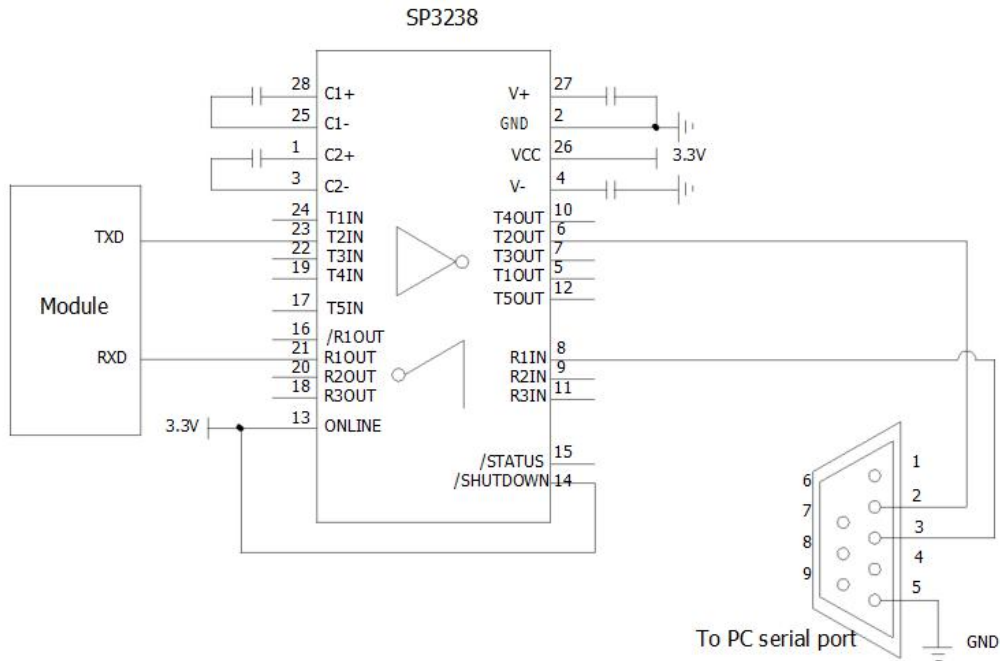 SP3238
28 C1+
25 C1-
1 C2+
3 C2-
24 T1IN
23 T2IN
22 T3IN
19 T4IN
17 T5IN
16 /R1OUT
21 R1OUT
20 R2OUT
18 R3OUT
13 ONLINE
3.3V
V+ 27
GND 2
VCC 26
3.3V
V- 4
T4OUT 10
T2OUT 6
T3OUT 7
T1OUT 5
T5OUT 12
R1IN 8
R2IN 9
R3IN 11
/STATUS 15
/SHUTDOWN 14
TXD
Module
RXD
1
6
2
7
3
8
4
9
5
To PC serial port
GND